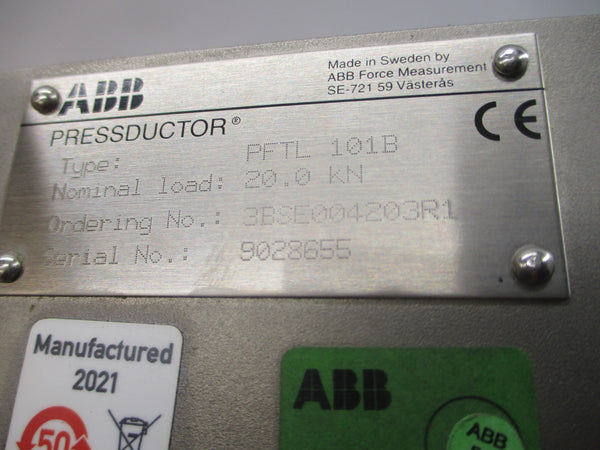 ABB
Made in Sweden by
ABB Force Measurement
SE-721 59 Västerås
PRESSDUCTOR®
CE
Type: PFTL 101B
Nominal load: 20.0 KN
Ordering No.: 3BSE004203R1
Serial No.: 9028655
Manufactured
2021
50
ABB
ABB